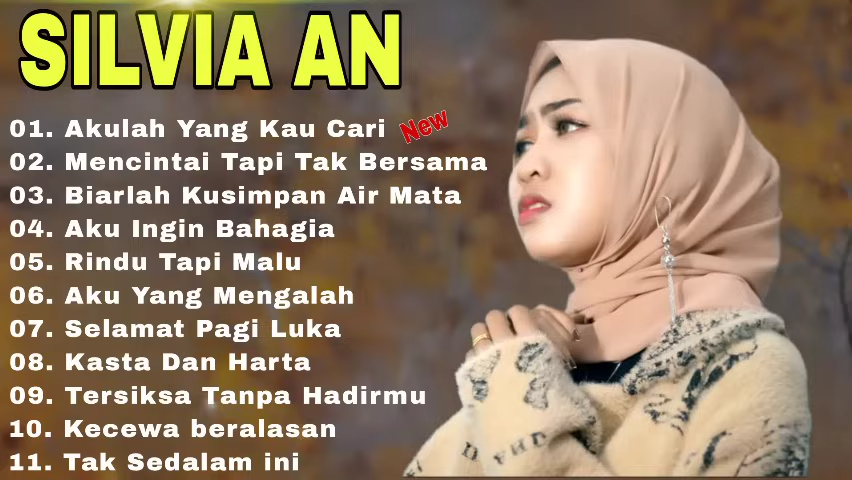 SILVIA AN
01. Akulah Yang Kau Cari New
02. Mencintai Tapi Tak Bersama
03. Biarlah Kusimpan Air Mata
04. Aku Ingin Bahagia
05. Rindu Tapi Malu
06. Aku Yang Mengalah
07. Selamat Pagi Luka
08. Kasta Dan Harta
09. Tersiksa Tanpa Hadirmu
10. Kecewa beralasan
11. Tak Sedalam ini